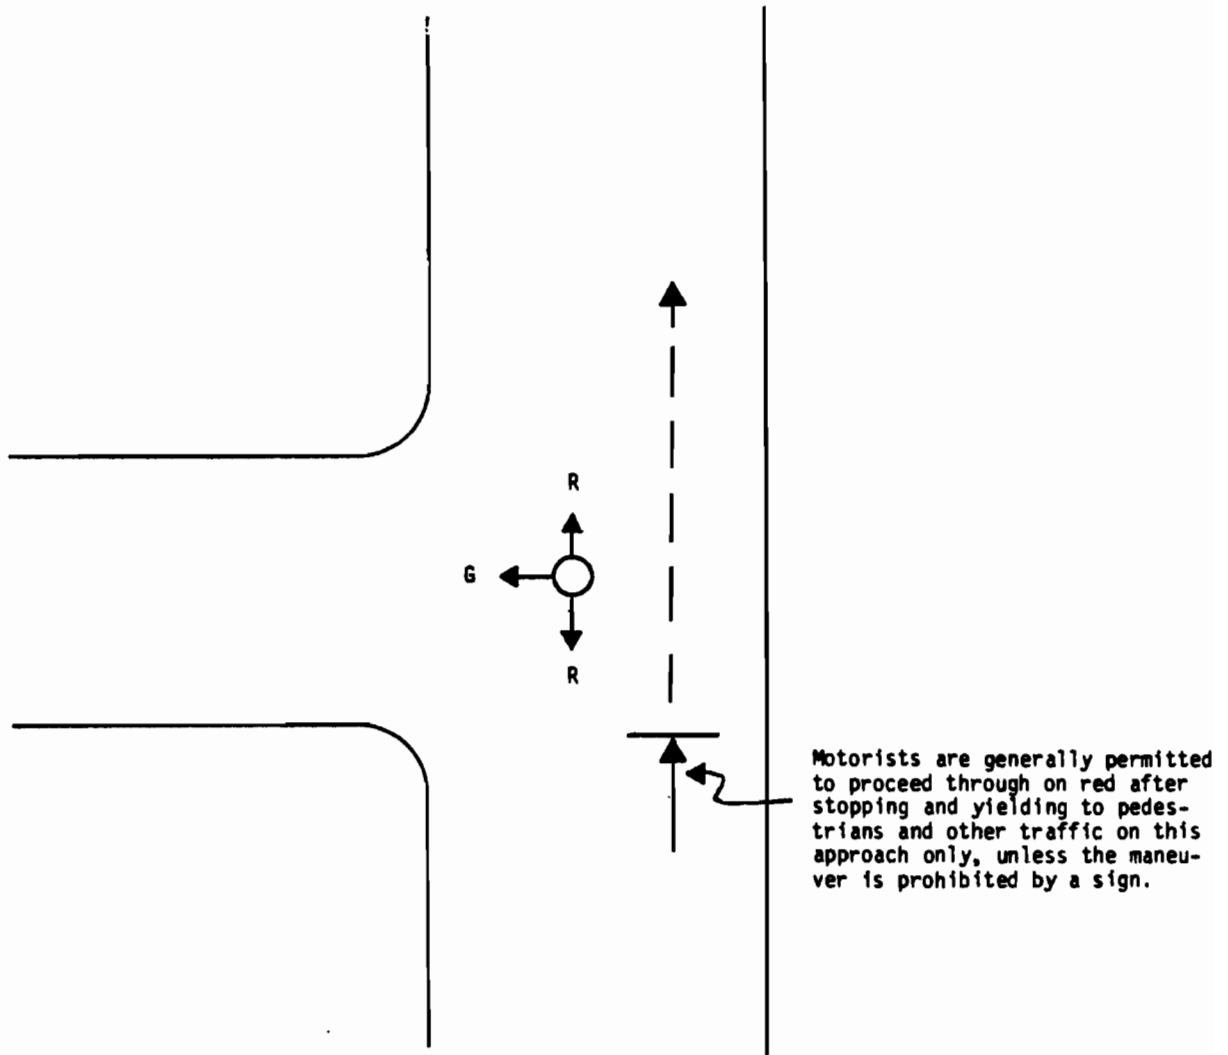 R
G
R
Motorists are generally permitted
to proceed through on red after
stopping and yielding to pedes-
trians and other traffic on this
approach only, unless the maneu-
ver is prohibited by a sign.